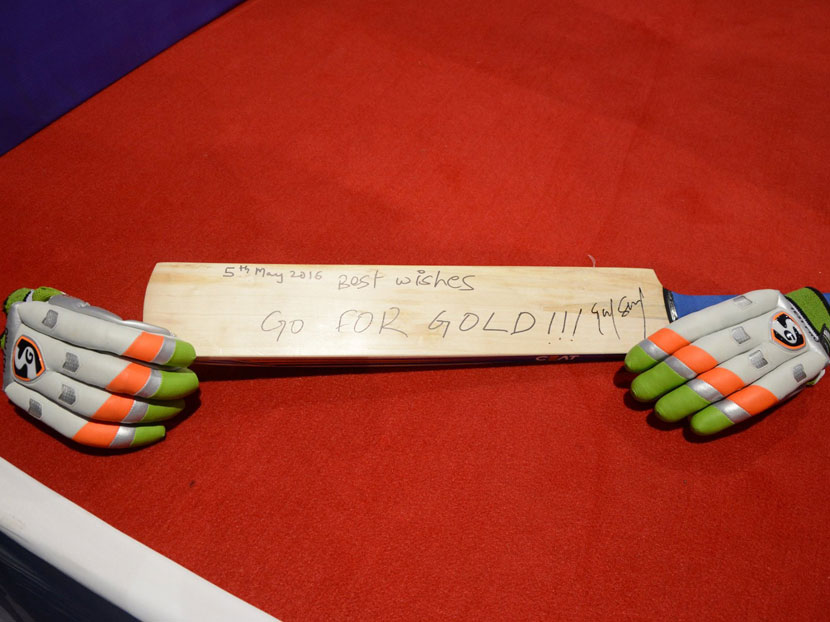 5th May 2016 Best wishes
GO FOR GOLD!!!
CEAT
SG
SG